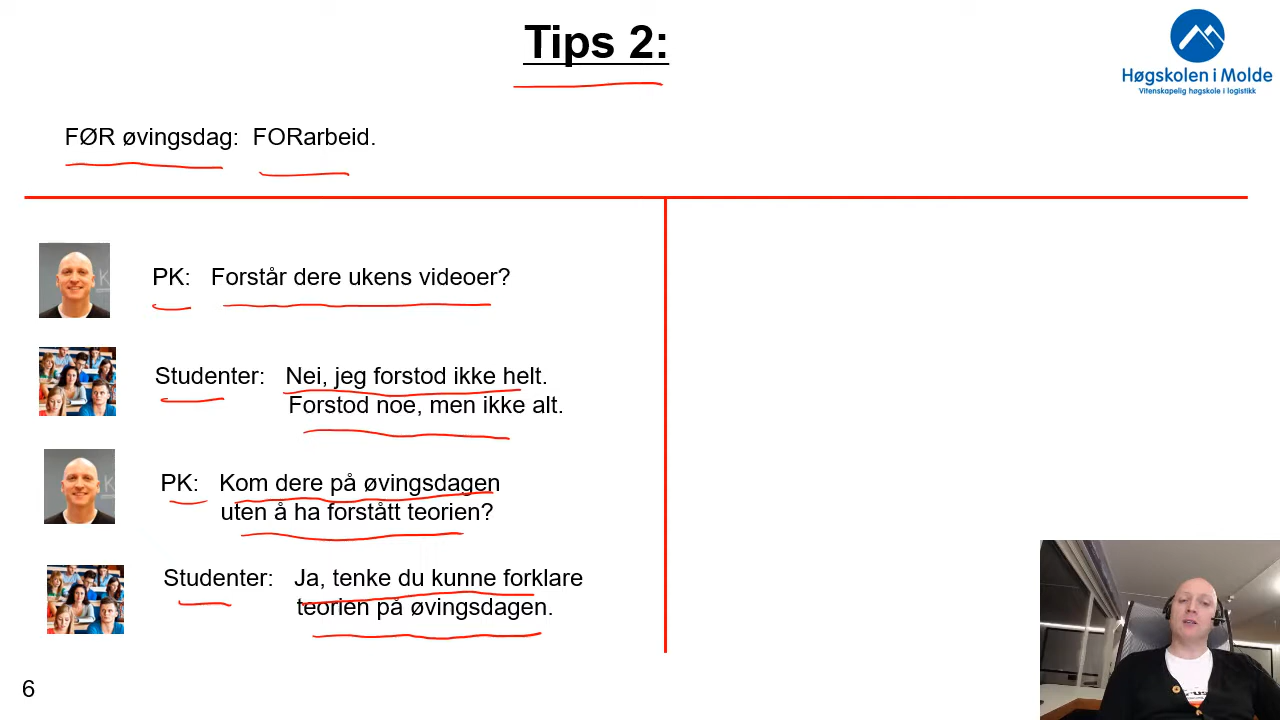 Tips 2:
Høgskolen i Molde
Vitenskapelig høgskole i logistikk
FØR øvingsdag: FORarbeid.
PK: Forstår dere ukens videoer?
Studenter: Nei, jeg forstod ikke helt.
Forstod noe, men ikke alt.
PK: Kom dere på øvingsdagen
uten å ha forstått teorien?
Studenter: Ja, tenke du kunne forklare
teorien på øvingsdagen.
6